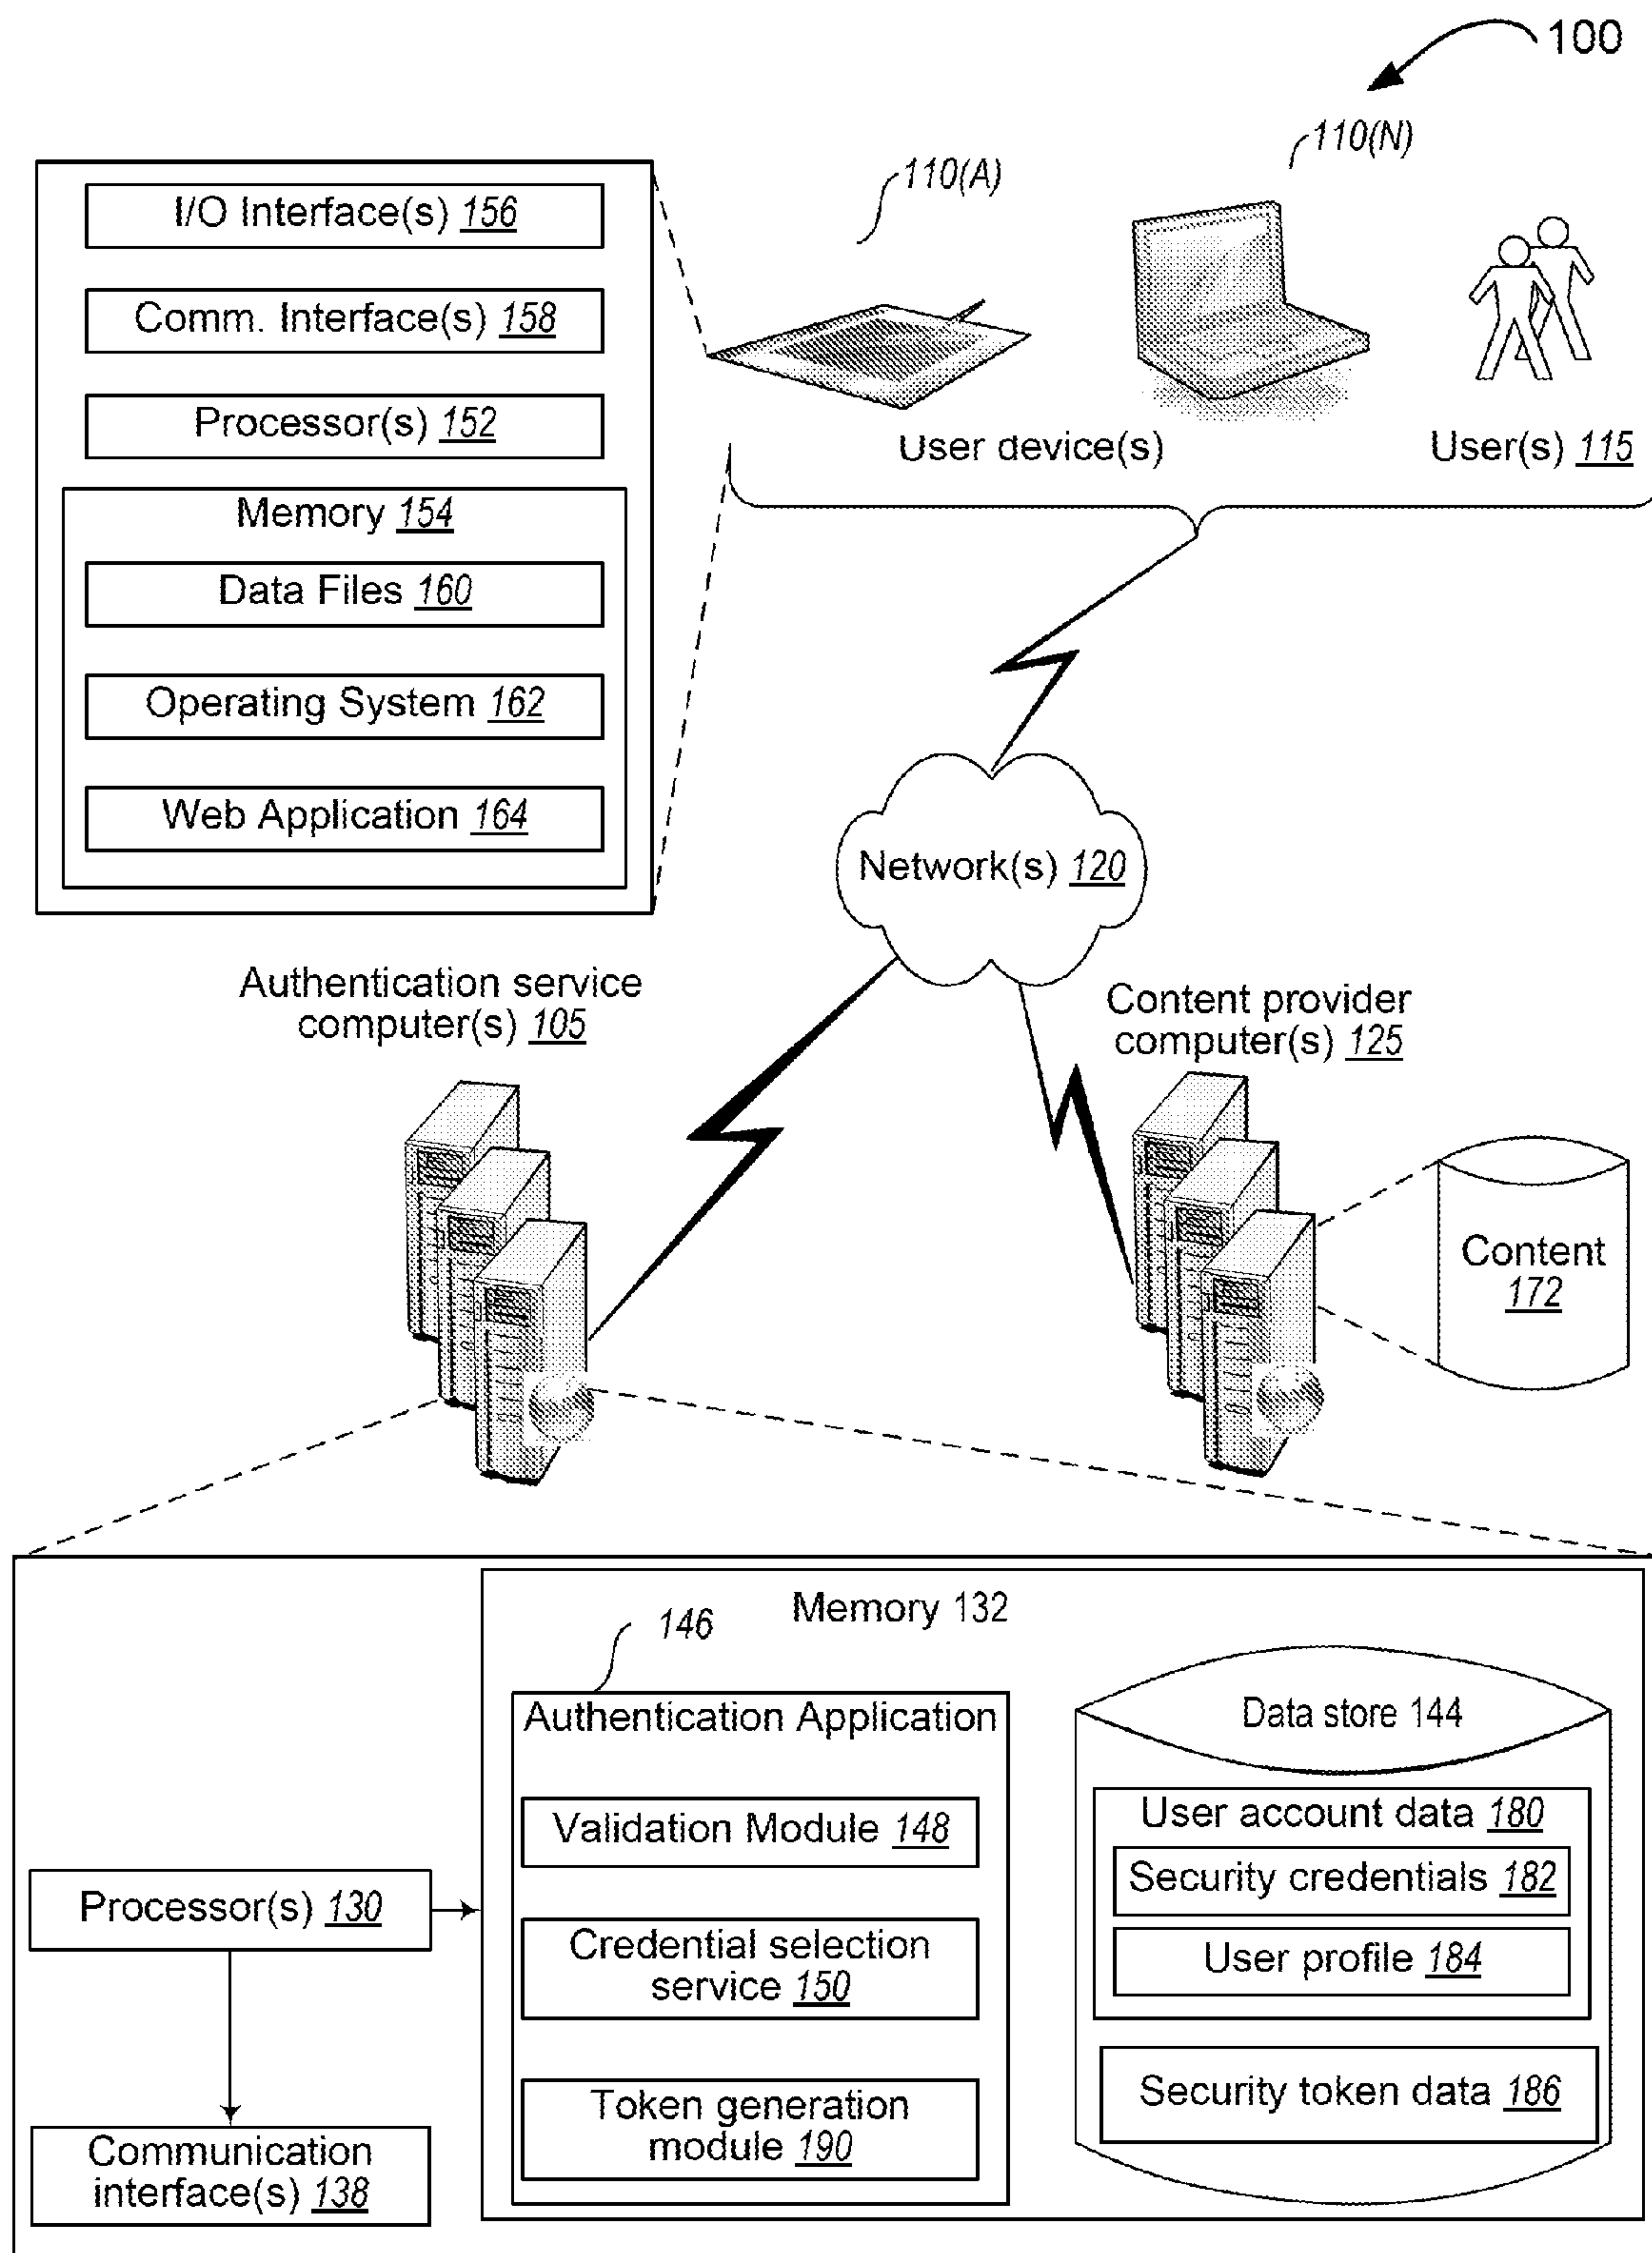 100
110(N)
110(A)
I/O Interface(s) 156
Comm. Interface(s) 158
Processor(s) 152
User device(s)
User(s) 115
Memory 154
Data Files 160
Operating System 162
Web Application 164
Network(s) 120
Authentication service
computer(s) 105
Content provider
computer(s) 125
Content
172
Memory 132
146
Authentication Application
Data store 144
Validation Module 148
User account data 180
Security credentials 182
Processor(s) 130
Credential selection
service 150
User profile 184
Token generation
module 190
Security token data 186
Communication
interface(s) 138